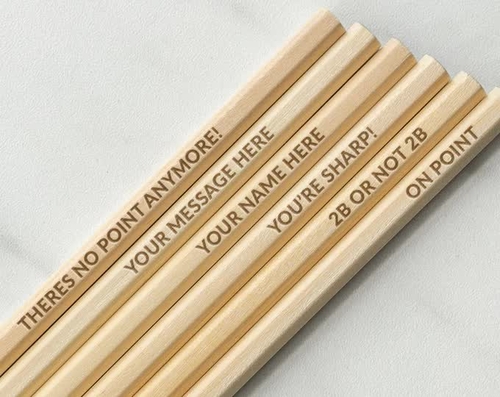 THERES NO POINT ANYMORE!
YOUR MESSAGE HERE
YOUR NAME HERE
YOU'RE SHARP!
2B OR NOT 2B
ON POINT